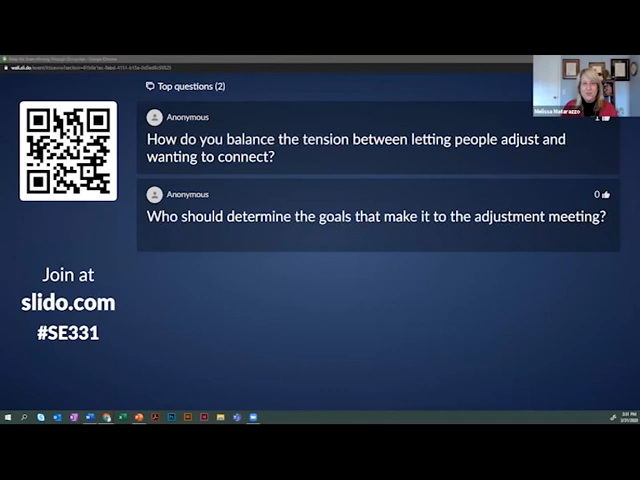 Top questions (2)
Melissa Matarazzo
Anonymous
1
How do you balance the tension between letting people adjust and
wanting to connect?
Anonymous
0
Who should determine the goals that make it to the adjustment meeting?
Join at
slido.com
#SE331